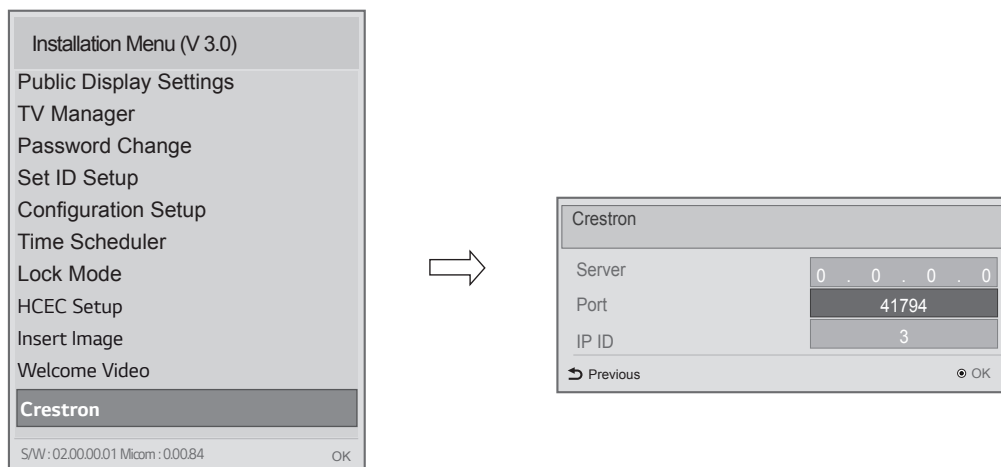 Installation Menu (V 3.0)
Public Display Settings
TV Manager
Password Change
Set ID Setup
Configuration Setup
Time Scheduler
Lock Mode
HCEC Setup
Insert Image
Welcome Video
Crestron
S/W : 02.00.00.01 Micom : 0.00.84 OK
Crestron
Server 0 . 0 . 0 . 0
Port 41794
IP ID 3
Previous OK